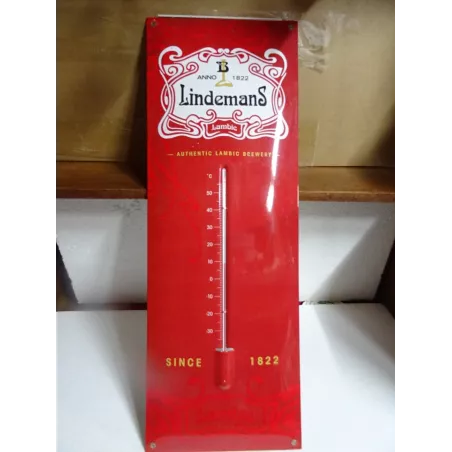 B
ANNO L 1822
LindemanS
Lambic
AUTHENTIC LAMBIC BREWERY
°C
50
40
30
20
10
0
-10
-20
-30
SINCE 1822